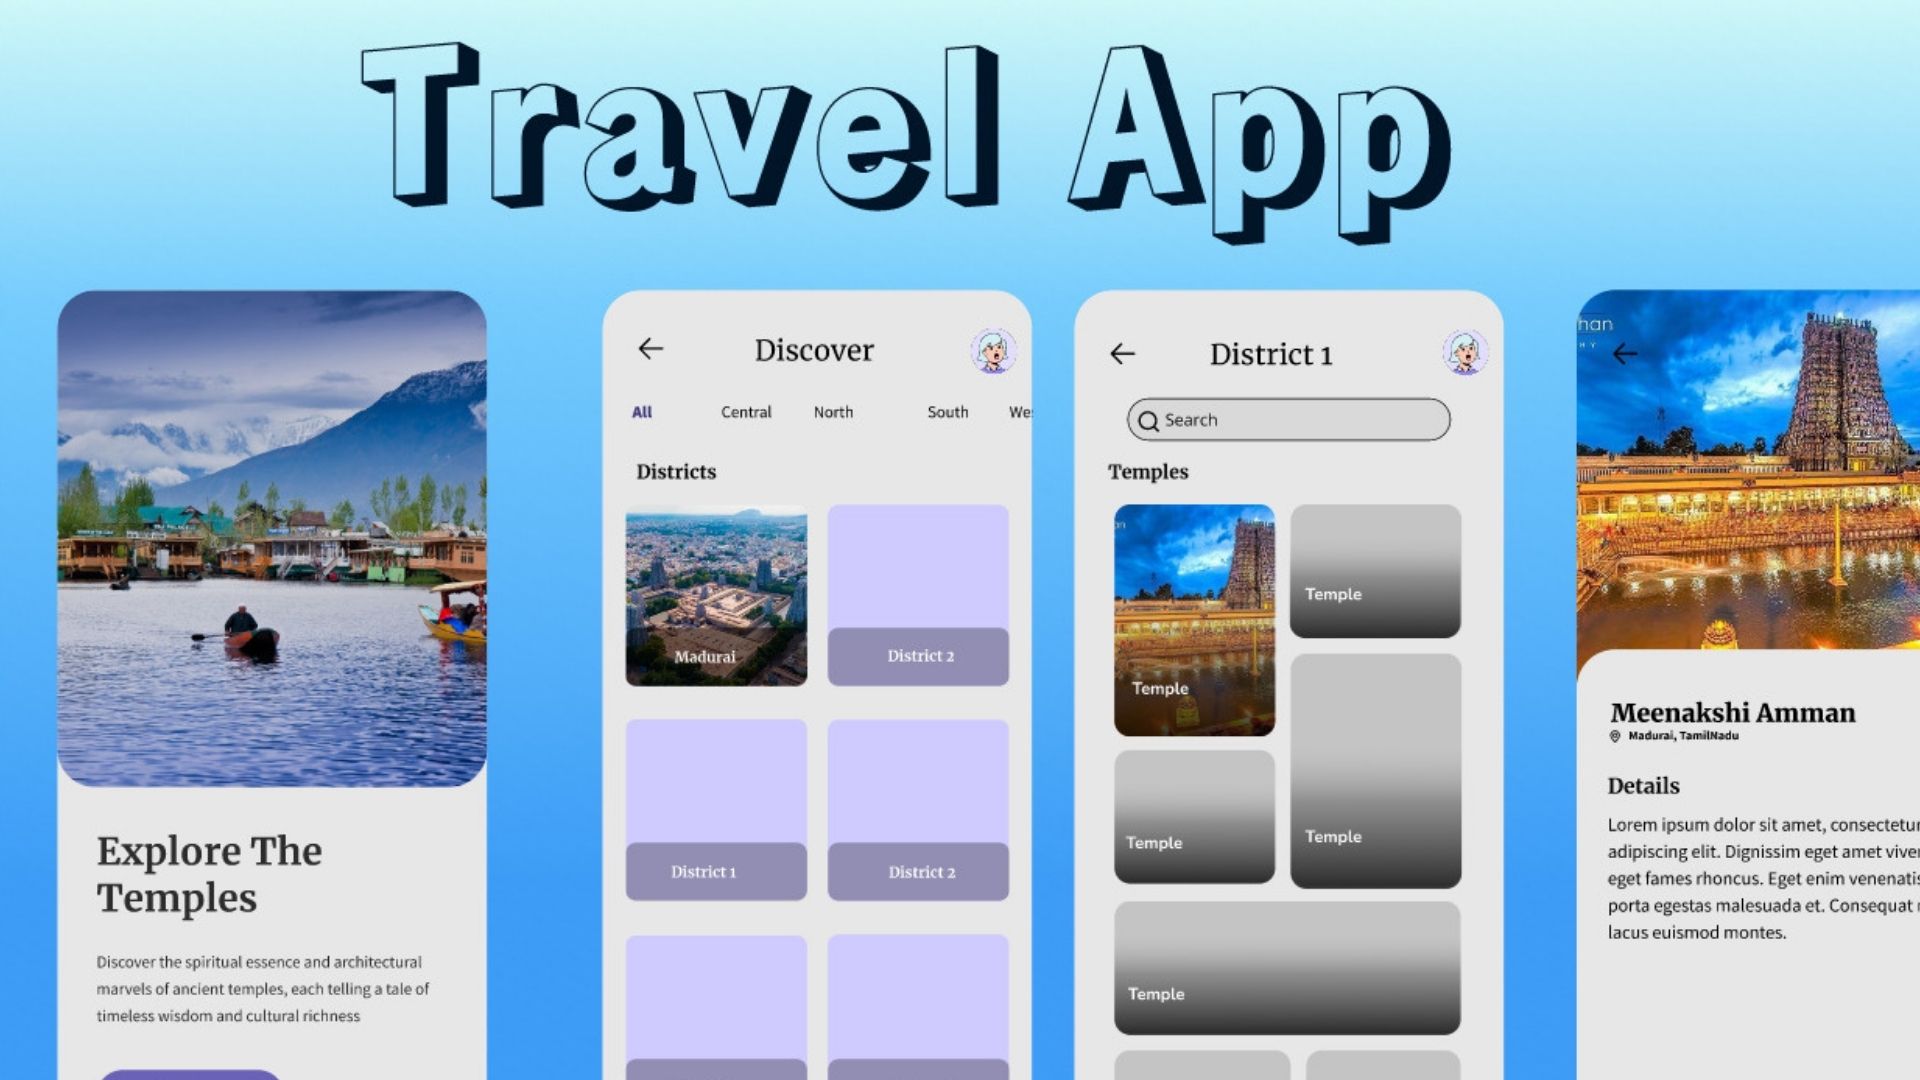 Travel App
Explore The
Temples
Discover the spiritual essence and architectural
marvels of ancient temples, each telling a tale of
timeless wisdom and cultural richness
Discover
All Central North South Wes
Districts
Madurai
District 2
District 1
District 2
District 1
Search
Temples
Temple
Temple
Temple
Temple
Temple
han
H Y
Meenakshi Amman
Madurai, TamilNadu
Details
Lorem ipsum dolor sit amet, consectetur
adipiscing elit. Dignissim eget amet viver
eget fames rhoncus. Eget enim venenatis
porta egestas malesuada et. Consequat
lacus euismod montes.